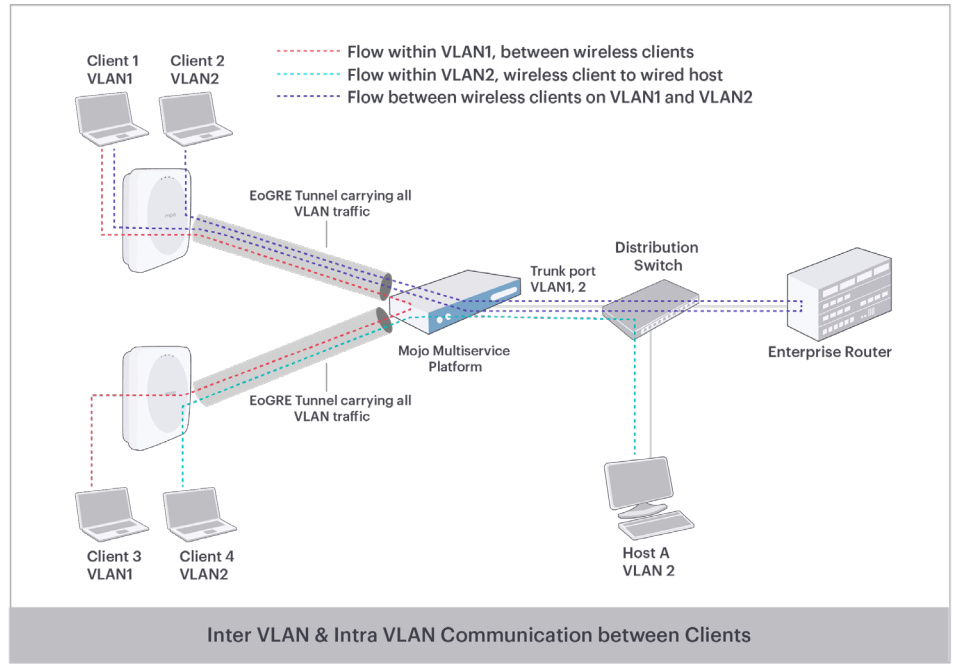 Client 1
VLAN1
Client 2
VLAN2
Flow within VLAN1, between wireless clients
Flow within VLAN2, wireless client to wired host
Flow between wireless clients on VLAN1 and VLAN2
EoGRE Tunnel carrying all
VLAN traffic
Trunk port
VLAN1, 2
Distribution
Switch
Mojo Multiservice
Platform
Enterprise Router
EoGRE Tunnel carrying all
VLAN traffic
Client 3
VLAN1
Client 4
VLAN2
Host A
VLAN 2
Inter VLAN & Intra VLAN Communication between Clients